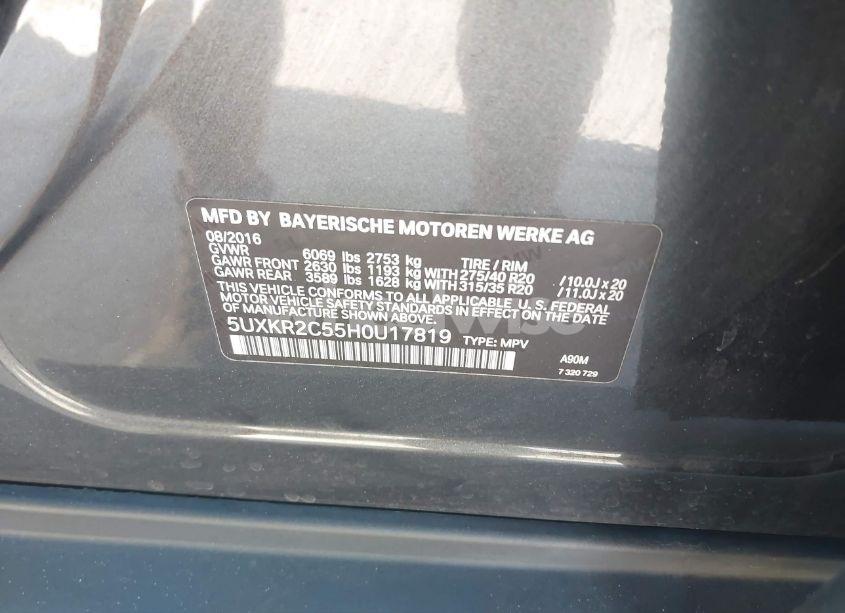 MFD BY BAYERISCHE MOTOREN WERKE AG
08/2016
GVWR 6069 lbs 2753 kg TIRE / RIM
GAWR FRONT 2630 lbs 1193 kg WITH 275/40 R20 /10.0J x 20
GAWR REAR 3589 lbs 1628 kg WITH 315/35 R20 /11.0J x 20
THIS VEHICLE CONFORMS TO ALL APPLICABLE U. S. FEDERAL
MOTOR VEHICLE SAFETY STANDARDS IN EFFECT ON THE DATE
OF MANUFACTURE SHOWN ABOVE.
5UXKR2C55H0U17819 TYPE: MPV
A90M
7 320 729